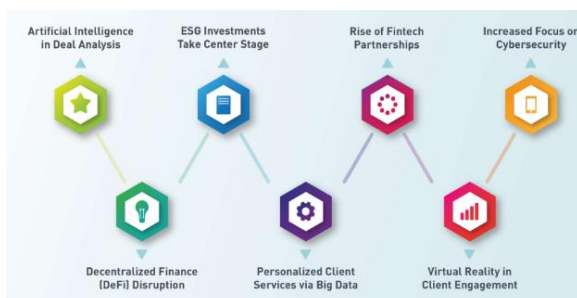 Artificial Intelligence
in Deal Analysis
ESG Investments
Take Center Stage
Rise of Fintech
Partnerships
Increased Focus on
Cybersecurity
Decentralized Finance
(DeFi) Disruption
Personalized Client
Services via Big Data
Virtual Reality in
Client Engagement